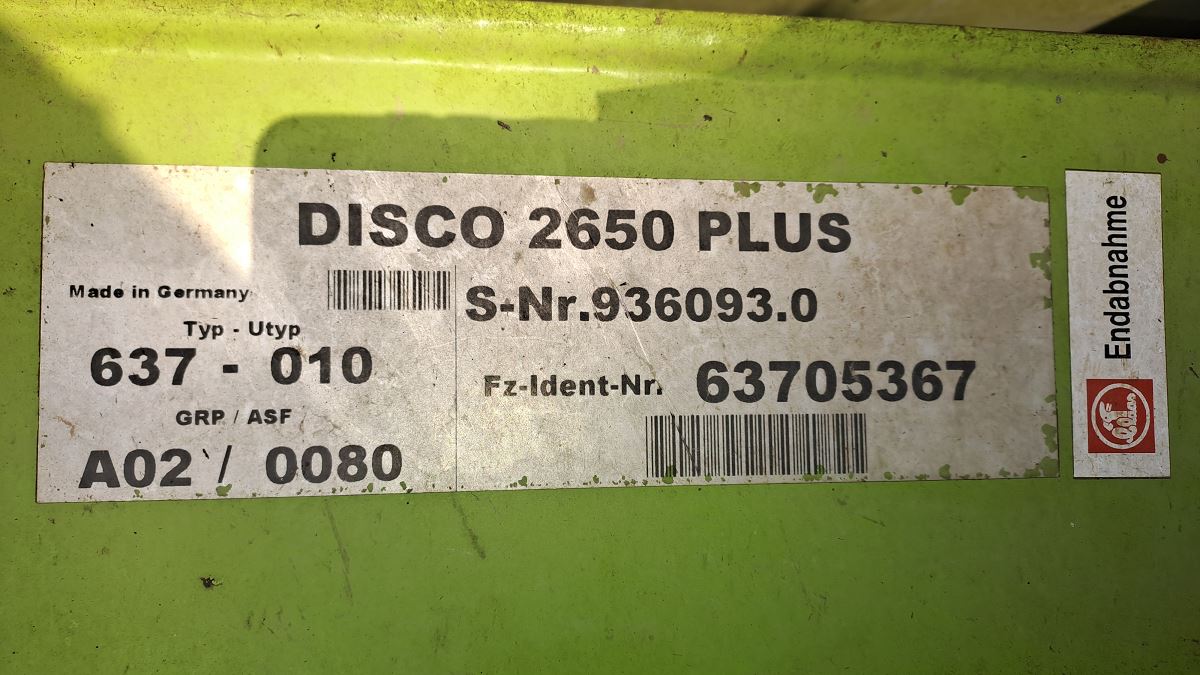 DISCO 2650 PLUS
Made in Germany
S-Nr.936093.0
Typ - Utyp
637 - 010
Fz-Ident-Nr. 63705367
GRP / ASF
A02 / 0080
Endabnahme